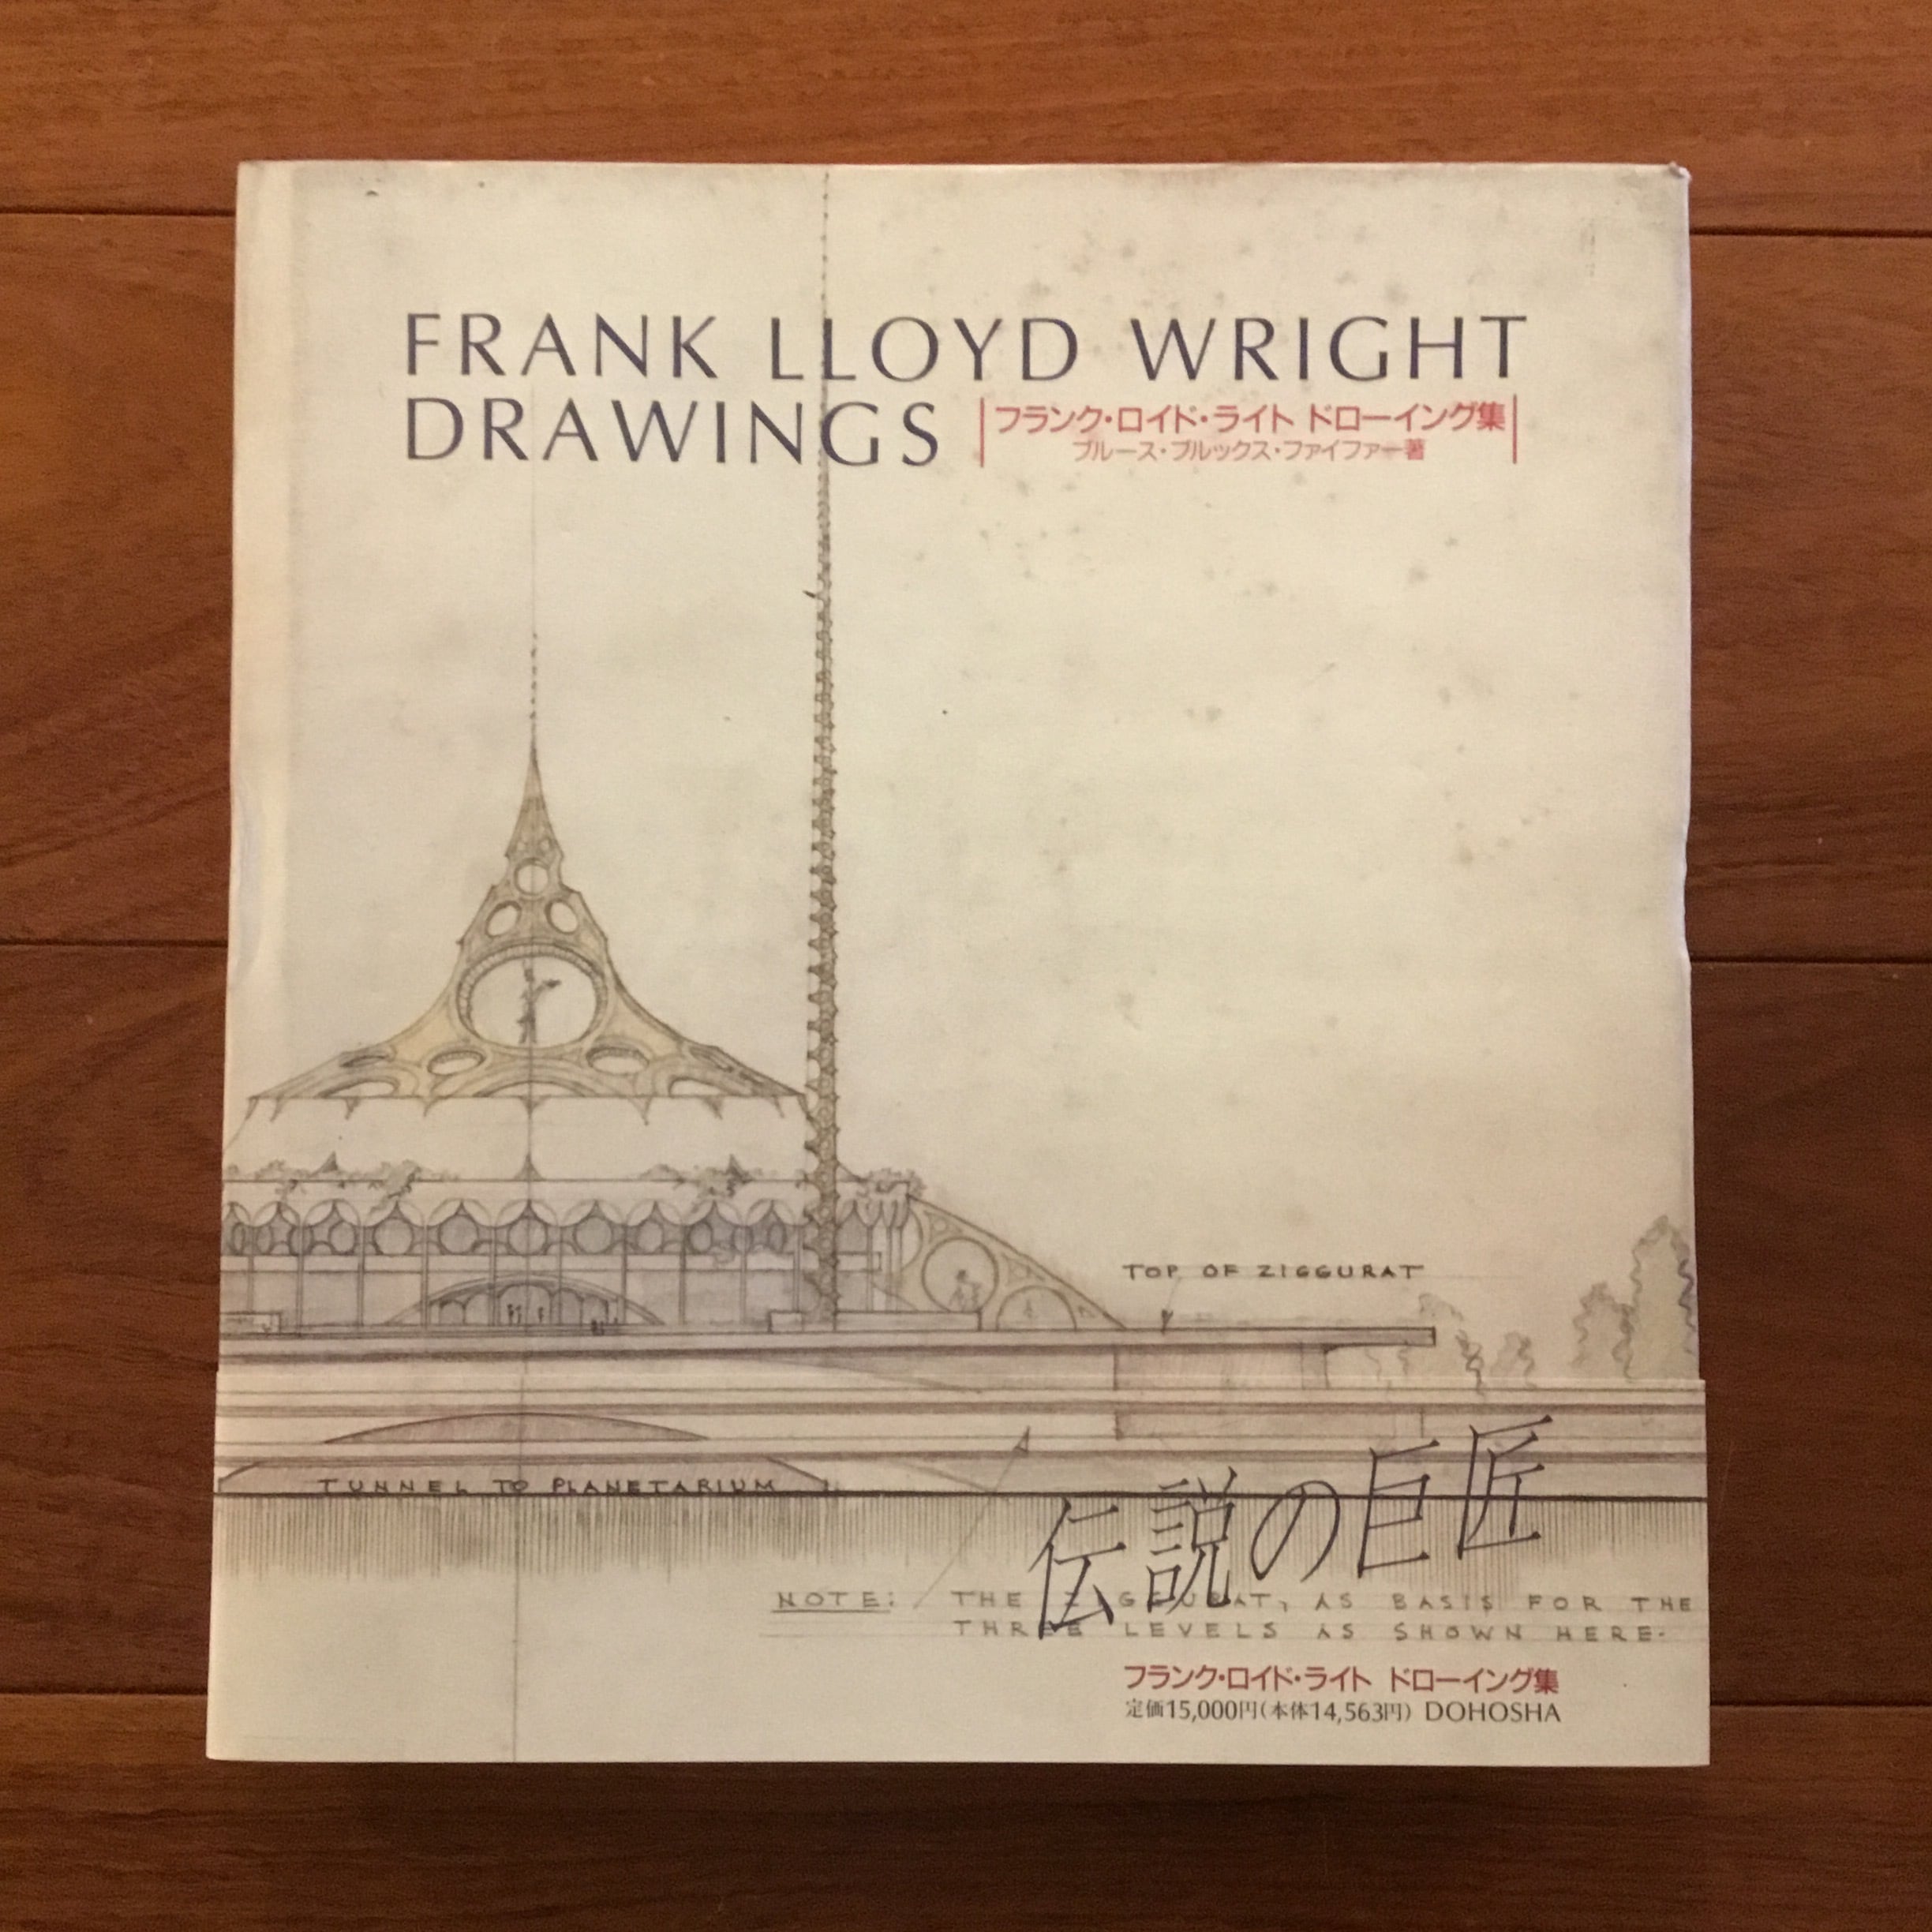 FRANK LLOYD WRIGHT
DRAWINGS
フランク・ロイド・ライト ドローイング集
ブルース・ブルックス・ファイファー著
TOP OF ZIGGURAT
TUNNEL TO PLANETARIUM
伝説の巨匠
NOTE: THE ZIGGURAT, AS BASIS FOR THE
THREE LEVELS AS SHOWN HERE.
フランク・ロイド・ライト ドローイング集
定価15,000円(本体14,563円) DOHOSHA